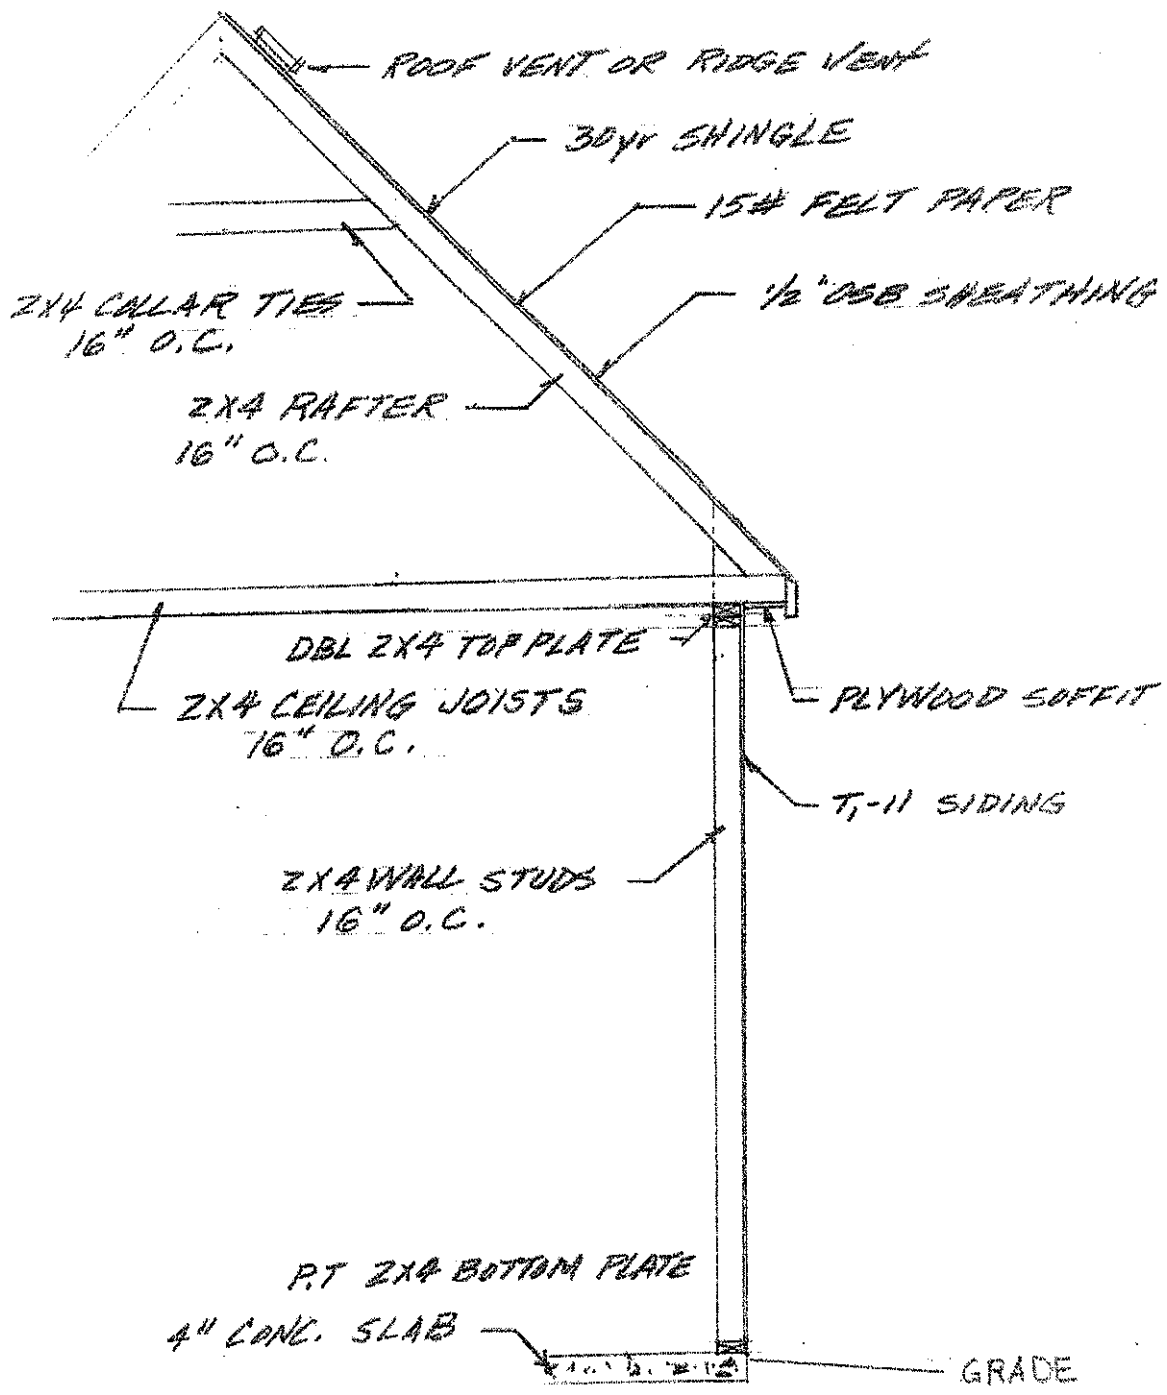 ROOF VENT OR RIDGE VENT
30yr SHINGLE
15# FELT PAPER
1/2" OSB SHEATHING
2X4 COLLAR TIES
16" O.C.
2X4 RAFTER
16" O.C.
DBL 2X4 TOP PLATE
2X4 CEILING JOISTS
16" O.C.
PLYWOOD SOFFIT
T,-11 SIDING
2X4 WALL STUDS
16" O.C.
P.T 2X4 BOTTOM PLATE
4" CONC. SLAB
GRADE